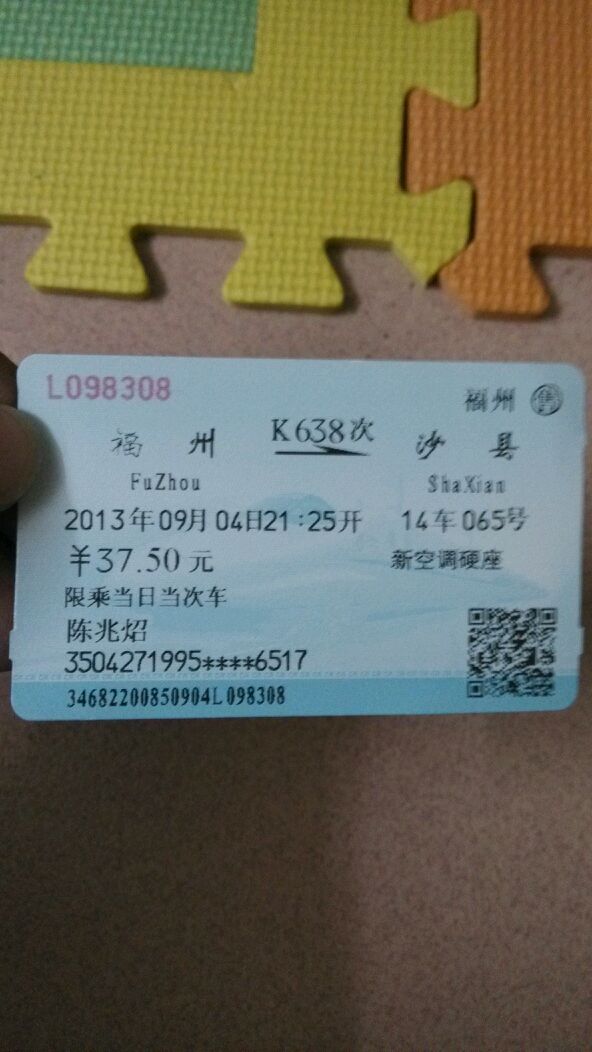 L098308
福州 售
福 州 K638次 沙 县
FuZhou ShaXian
2013年09月04日21:25开 14车065号
¥37.50元 新空调硬座
限乘当日当次车
陈兆炤
3504271995****6517
34682200850904L098308